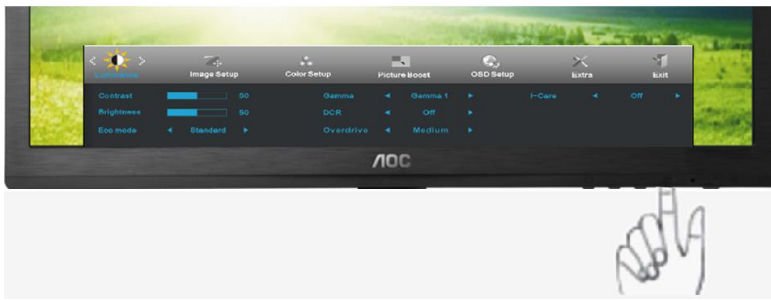 < >
Luminance Image Setup Color Setup Picture Boost OSD Setup Extra Exit
Contrast 50 Gamma Gamma 1 i-Care Off
Brightness 50 DCR Off
Eco mode Standard Overdrive Medium
AOC